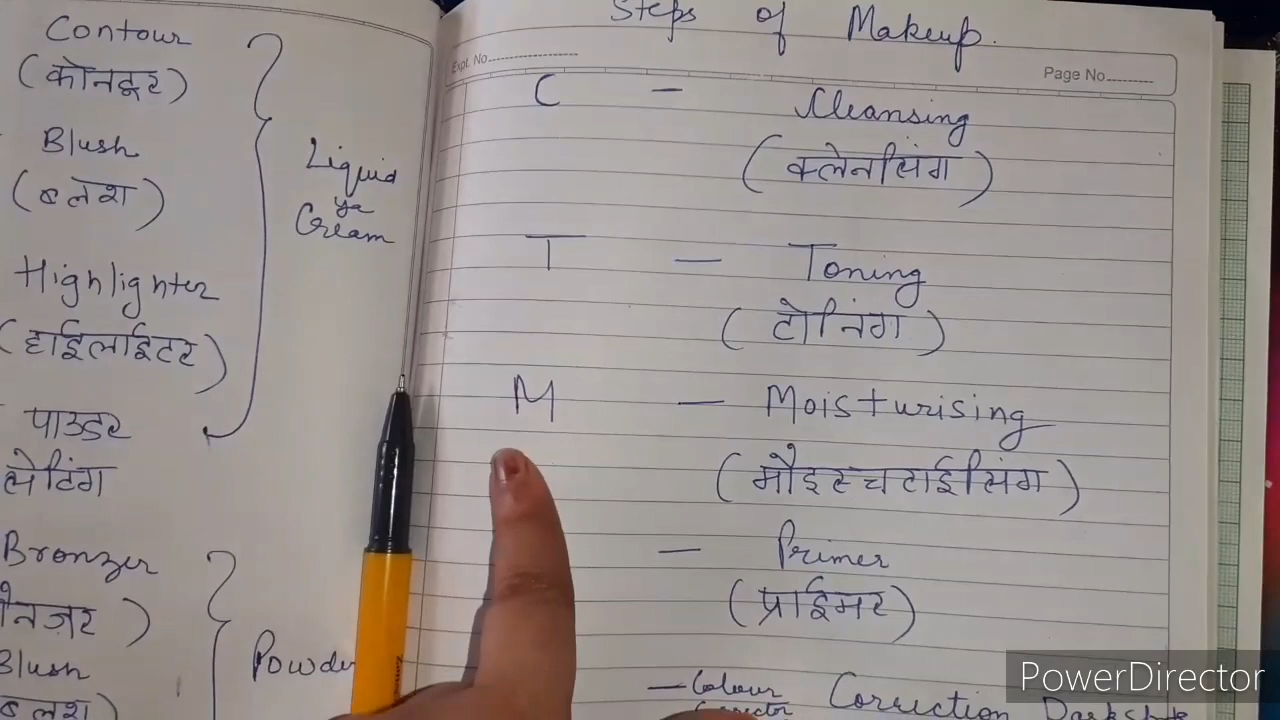 Contour
(कोनटूर)
Blush
(ब्लश)
Highlighter
(हाईलाईटर)
पाउडर
सेटिंग
Liquid
ya
Cream
Bronzer
Blush
Powder
Steps of Makeup.
Expt. No.
Page No.
C — Cleansing
(क्लेनसिंग)
T — Toning
(टोनिंग)
M — Moisturising
(मौइस्चराईसिंग)
— Primer
(प्राईमर)
— Colour
Correction
PowerDirector